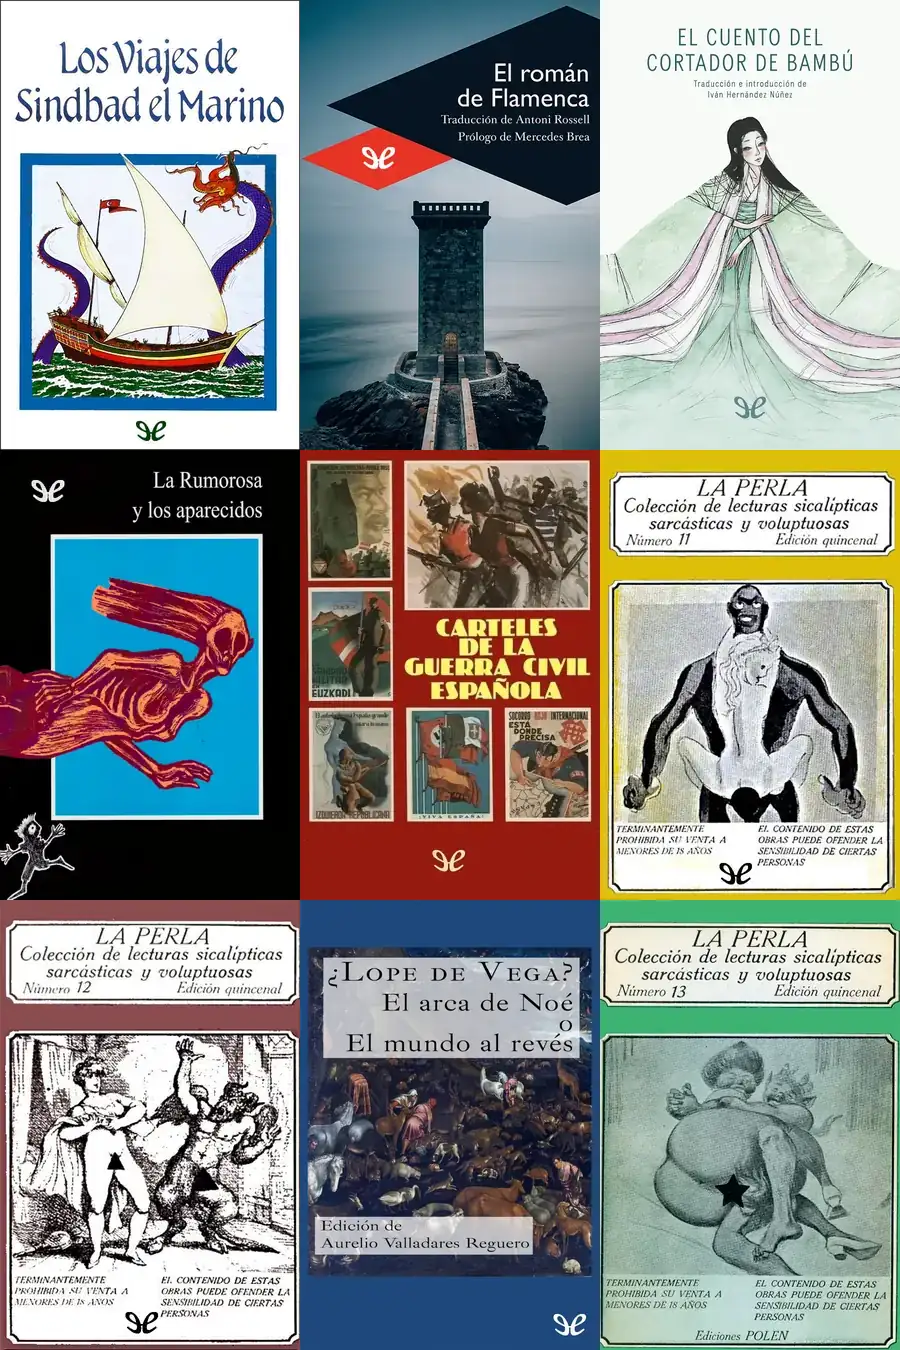 Los Viajes de
Sindbad el Marino
El román
de Flamenca
Traducción de Antoni Rossell
Prólogo de Mercedes Brea
EL CUENTO DEL
CORTADOR DE BAMBÚ
Traducción e introducción de
Iván Hernández Núñez
La Rumorosa
y los aparecidos
CARTELES
DE LA
GUERRA CIVIL
ESPAÑOLA
EUZKADI
IZQUIERDA REPUBLICANA
¡VIVA ESPAÑA!
SOCORRO ROJO INTERNACIONAL
ESTÁ
DONDE
PRECISA
LA PERLA
Colección de lecturas sicalípticas
sarcásticas y voluptuosas
Número 11 Edición quincenal
TERMINANTEMENTE
PROHIBIDA SU VENTA A
MENORES DE 18 AÑOS
EL CONTENIDO DE ESTAS
OBRAS PUEDE OFENDER LA
SENSIBILIDAD DE CIERTAS
PERSONAS
LA PERLA
Colección de lecturas sicalípticas
sarcásticas y voluptuosas
Número 12 Edición quincenal
TERMINANTEMENTE
PROHIBIDA SU VENTA A
MENORES DE 18 AÑOS
EL CONTENIDO DE ESTAS
OBRAS PUEDE OFENDER LA
SENSIBILIDAD DE CIERTAS
PERSONAS
¿LOPE DE VEGA?
El arca de Noé
o
El mundo al revés
Edición de
Aurelio Valladares Reguero
LA PERLA
Colección de lecturas sicalípticas
sarcásticas y voluptuosas
Número 13 Edición quincenal
TERMINANTEMENTE
PROHIBIDA SU VENTA A
MENORES DE 18 AÑOS
EL CONTENIDO DE ESTAS
OBRAS PUEDE OFENDER LA
SENSIBILIDAD DE CIERTAS
PERSONAS
Ediciones POLEN